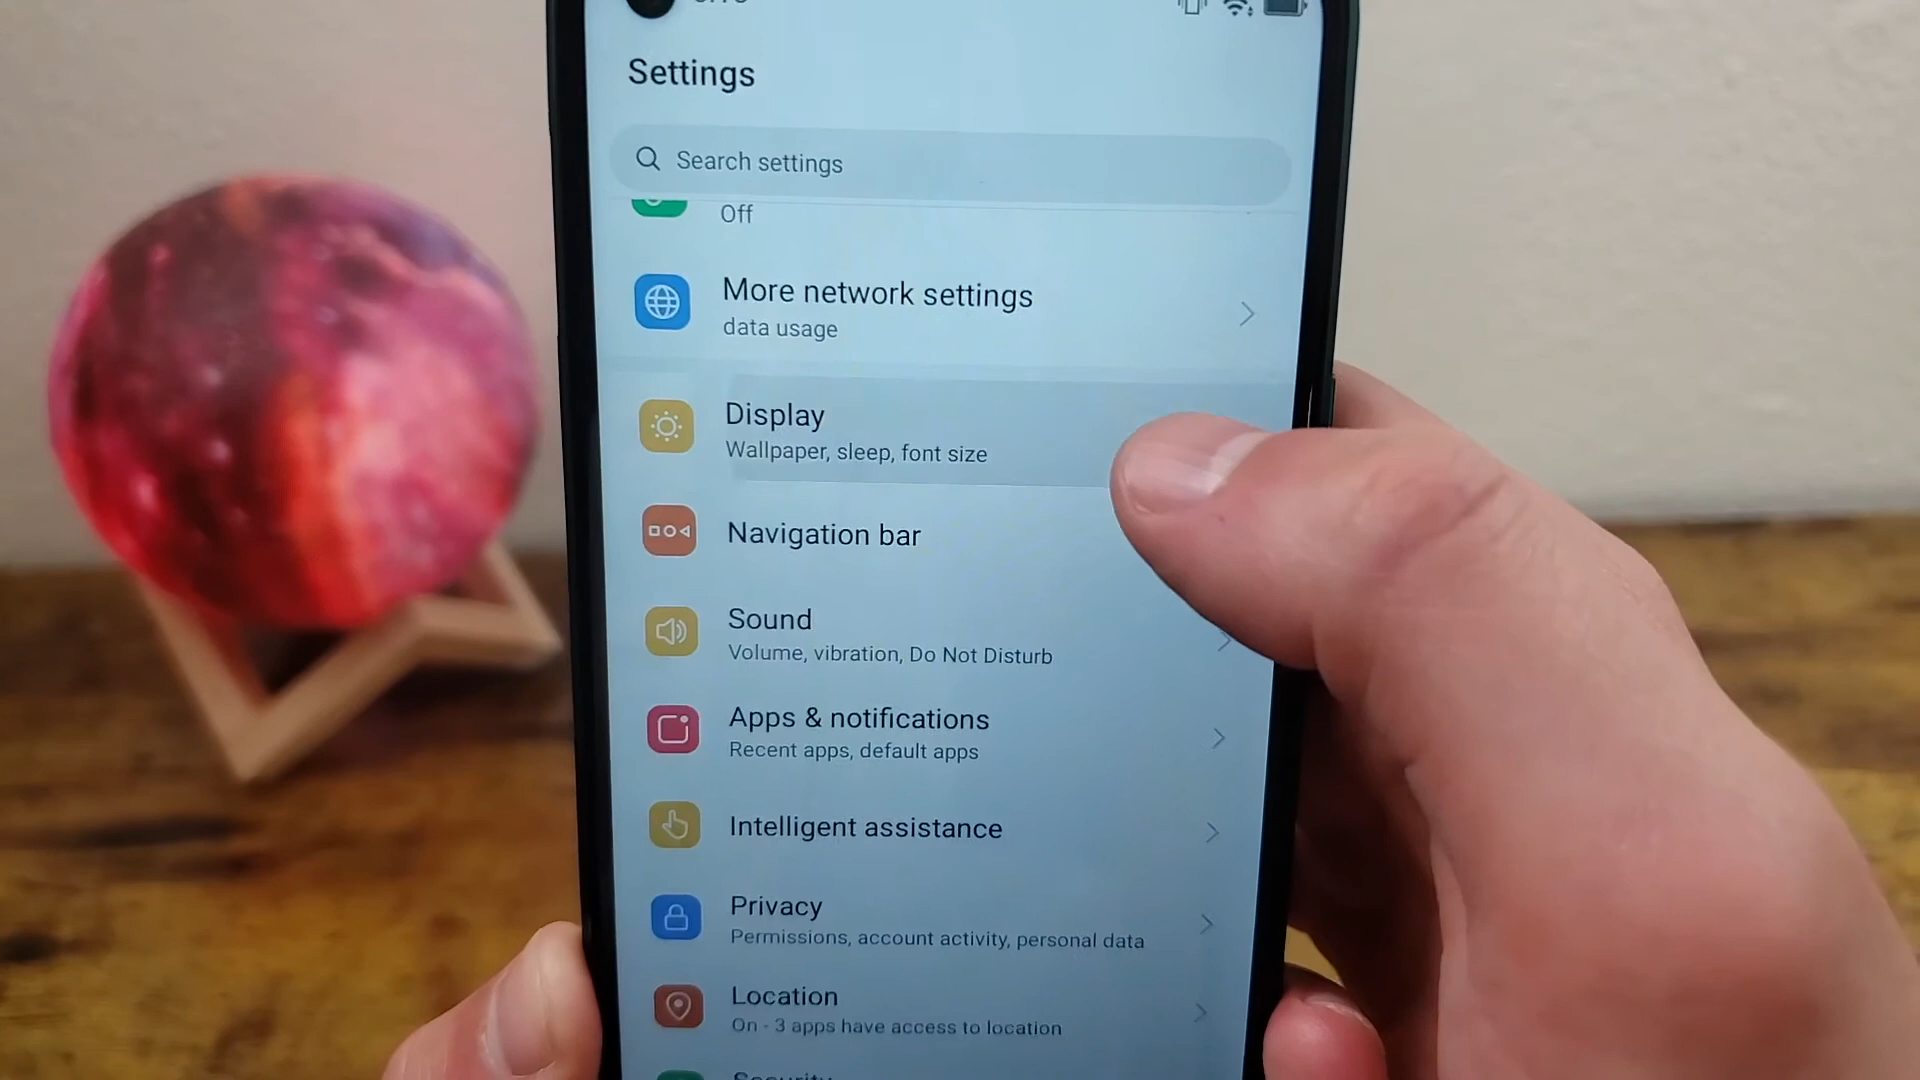 Settings
Search settings
Off
More network settings
data usage
Display
Wallpaper, sleep, font size
Navigation bar
Sound
Volume, vibration, Do Not Disturb
Apps & notifications
Recent apps, default apps
Intelligent assistance
Privacy
Permissions, account activity, personal data
Location
On - 3 apps have access to location